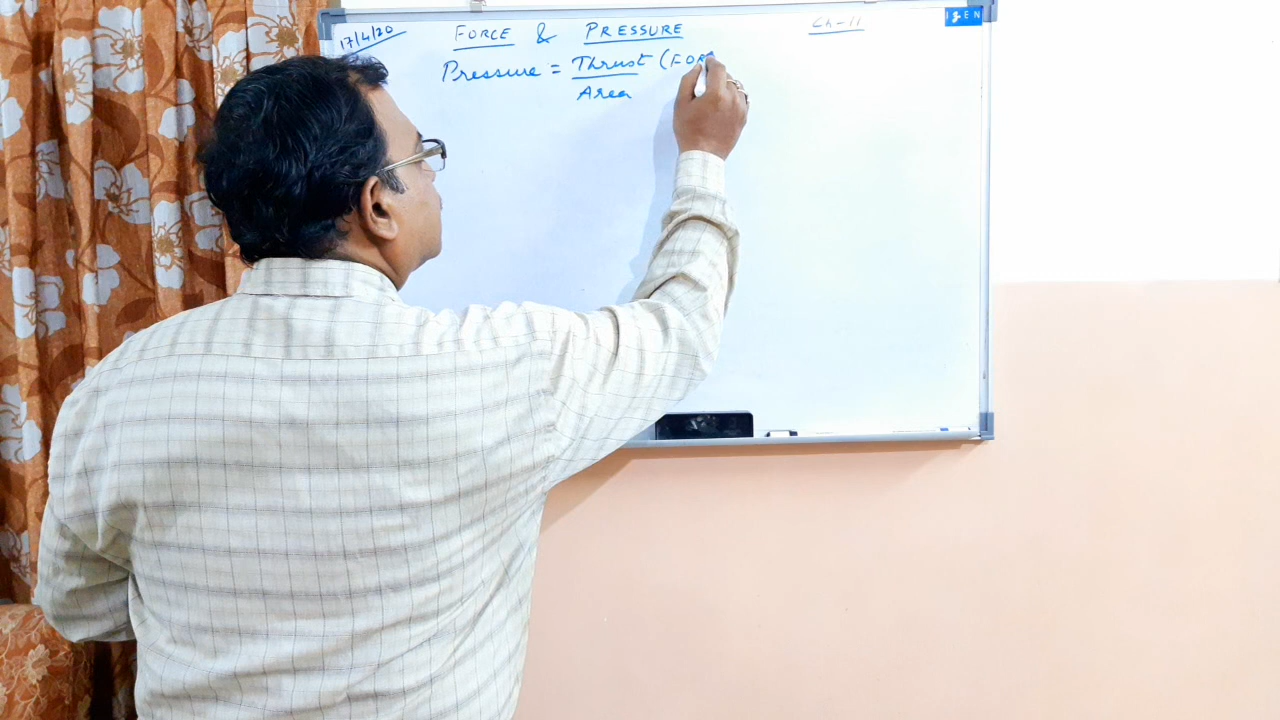 17/4/20
FORCE & PRESSURE
Ch-11
Pressure = Thrust (FOR
Area